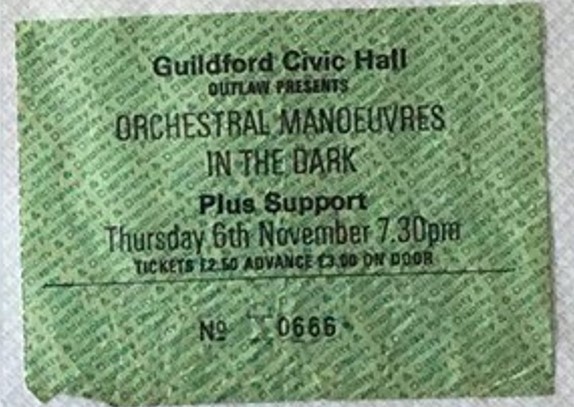 Guildford Civic Hall
OUTLAW PRESENTS
ORCHESTRAL MANOEUVRES
IN THE DARK
Plus Support
Thursday 6th November 7.30pm
TICKETS £2.50 ADVANCE £3.00 ON DOOR
Nº 0666